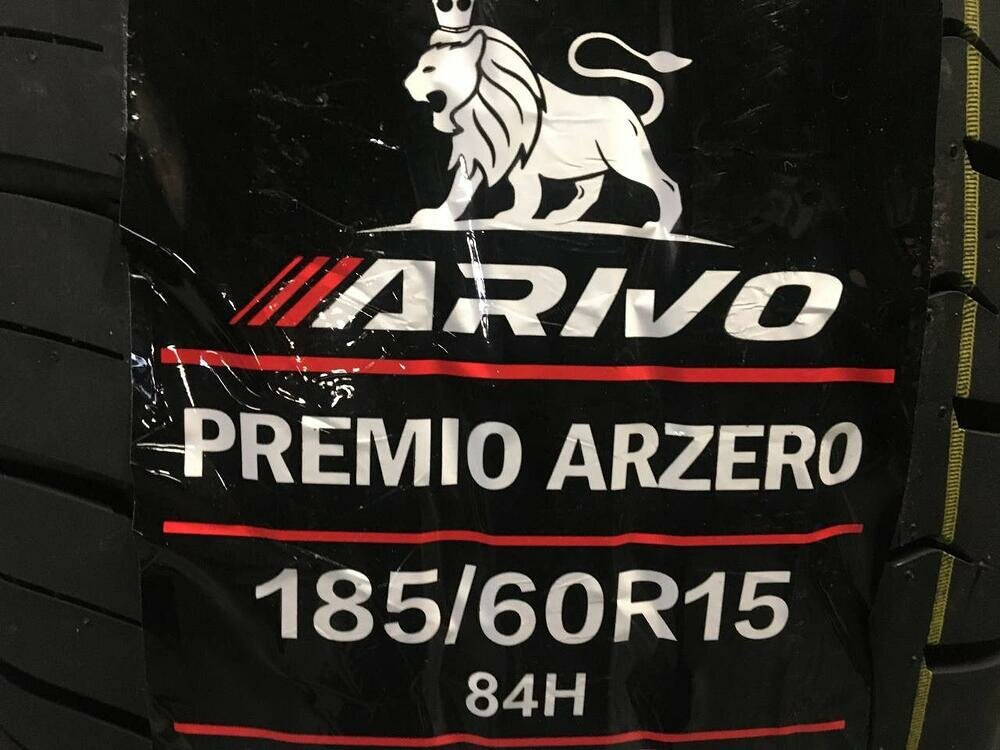 ARIVO
PREMIO ARZERO
185/60R15
84H